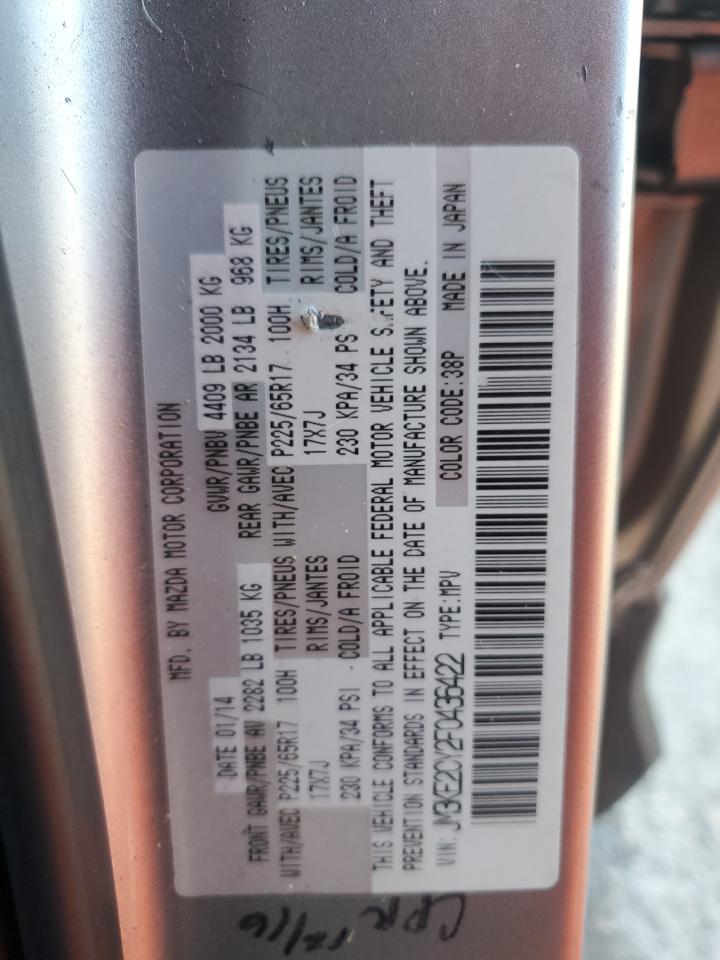 MFD. BY MAZDA MOTOR CORPORATION
DATE 01/14 GVWR/PNBV 4409 LB 2000 KG
FRONT GAWR/PNBE AV 2282 LB 1035 KG REAR GAWR/PNBE AR 2134 LB 968 KG
WITH/AVEC P225/65R17 100H TIRES/PNEUS WITH/AVEC P225/65R17 100H TIRES/PNEUS
17X7J RIMS/JANTES 17X7J RIMS/JANTES
230 KPA/34 PSI COLD/A FROID 230 KPA/34 PS COLD/A FROID
THIS VEHICLE CONFORMS TO ALL APPLICABLE FEDERAL MOTOR VEHICLE SAFETY AND THEFT
PREVENTION STANDARDS IN EFFECT ON THE DATE OF MANUFACTURE SHOWN ABOVE.
VIN: JM3KE2CY2F0436422 TYPE:MPV COLOR CODE:38P MADE IN JAPAN